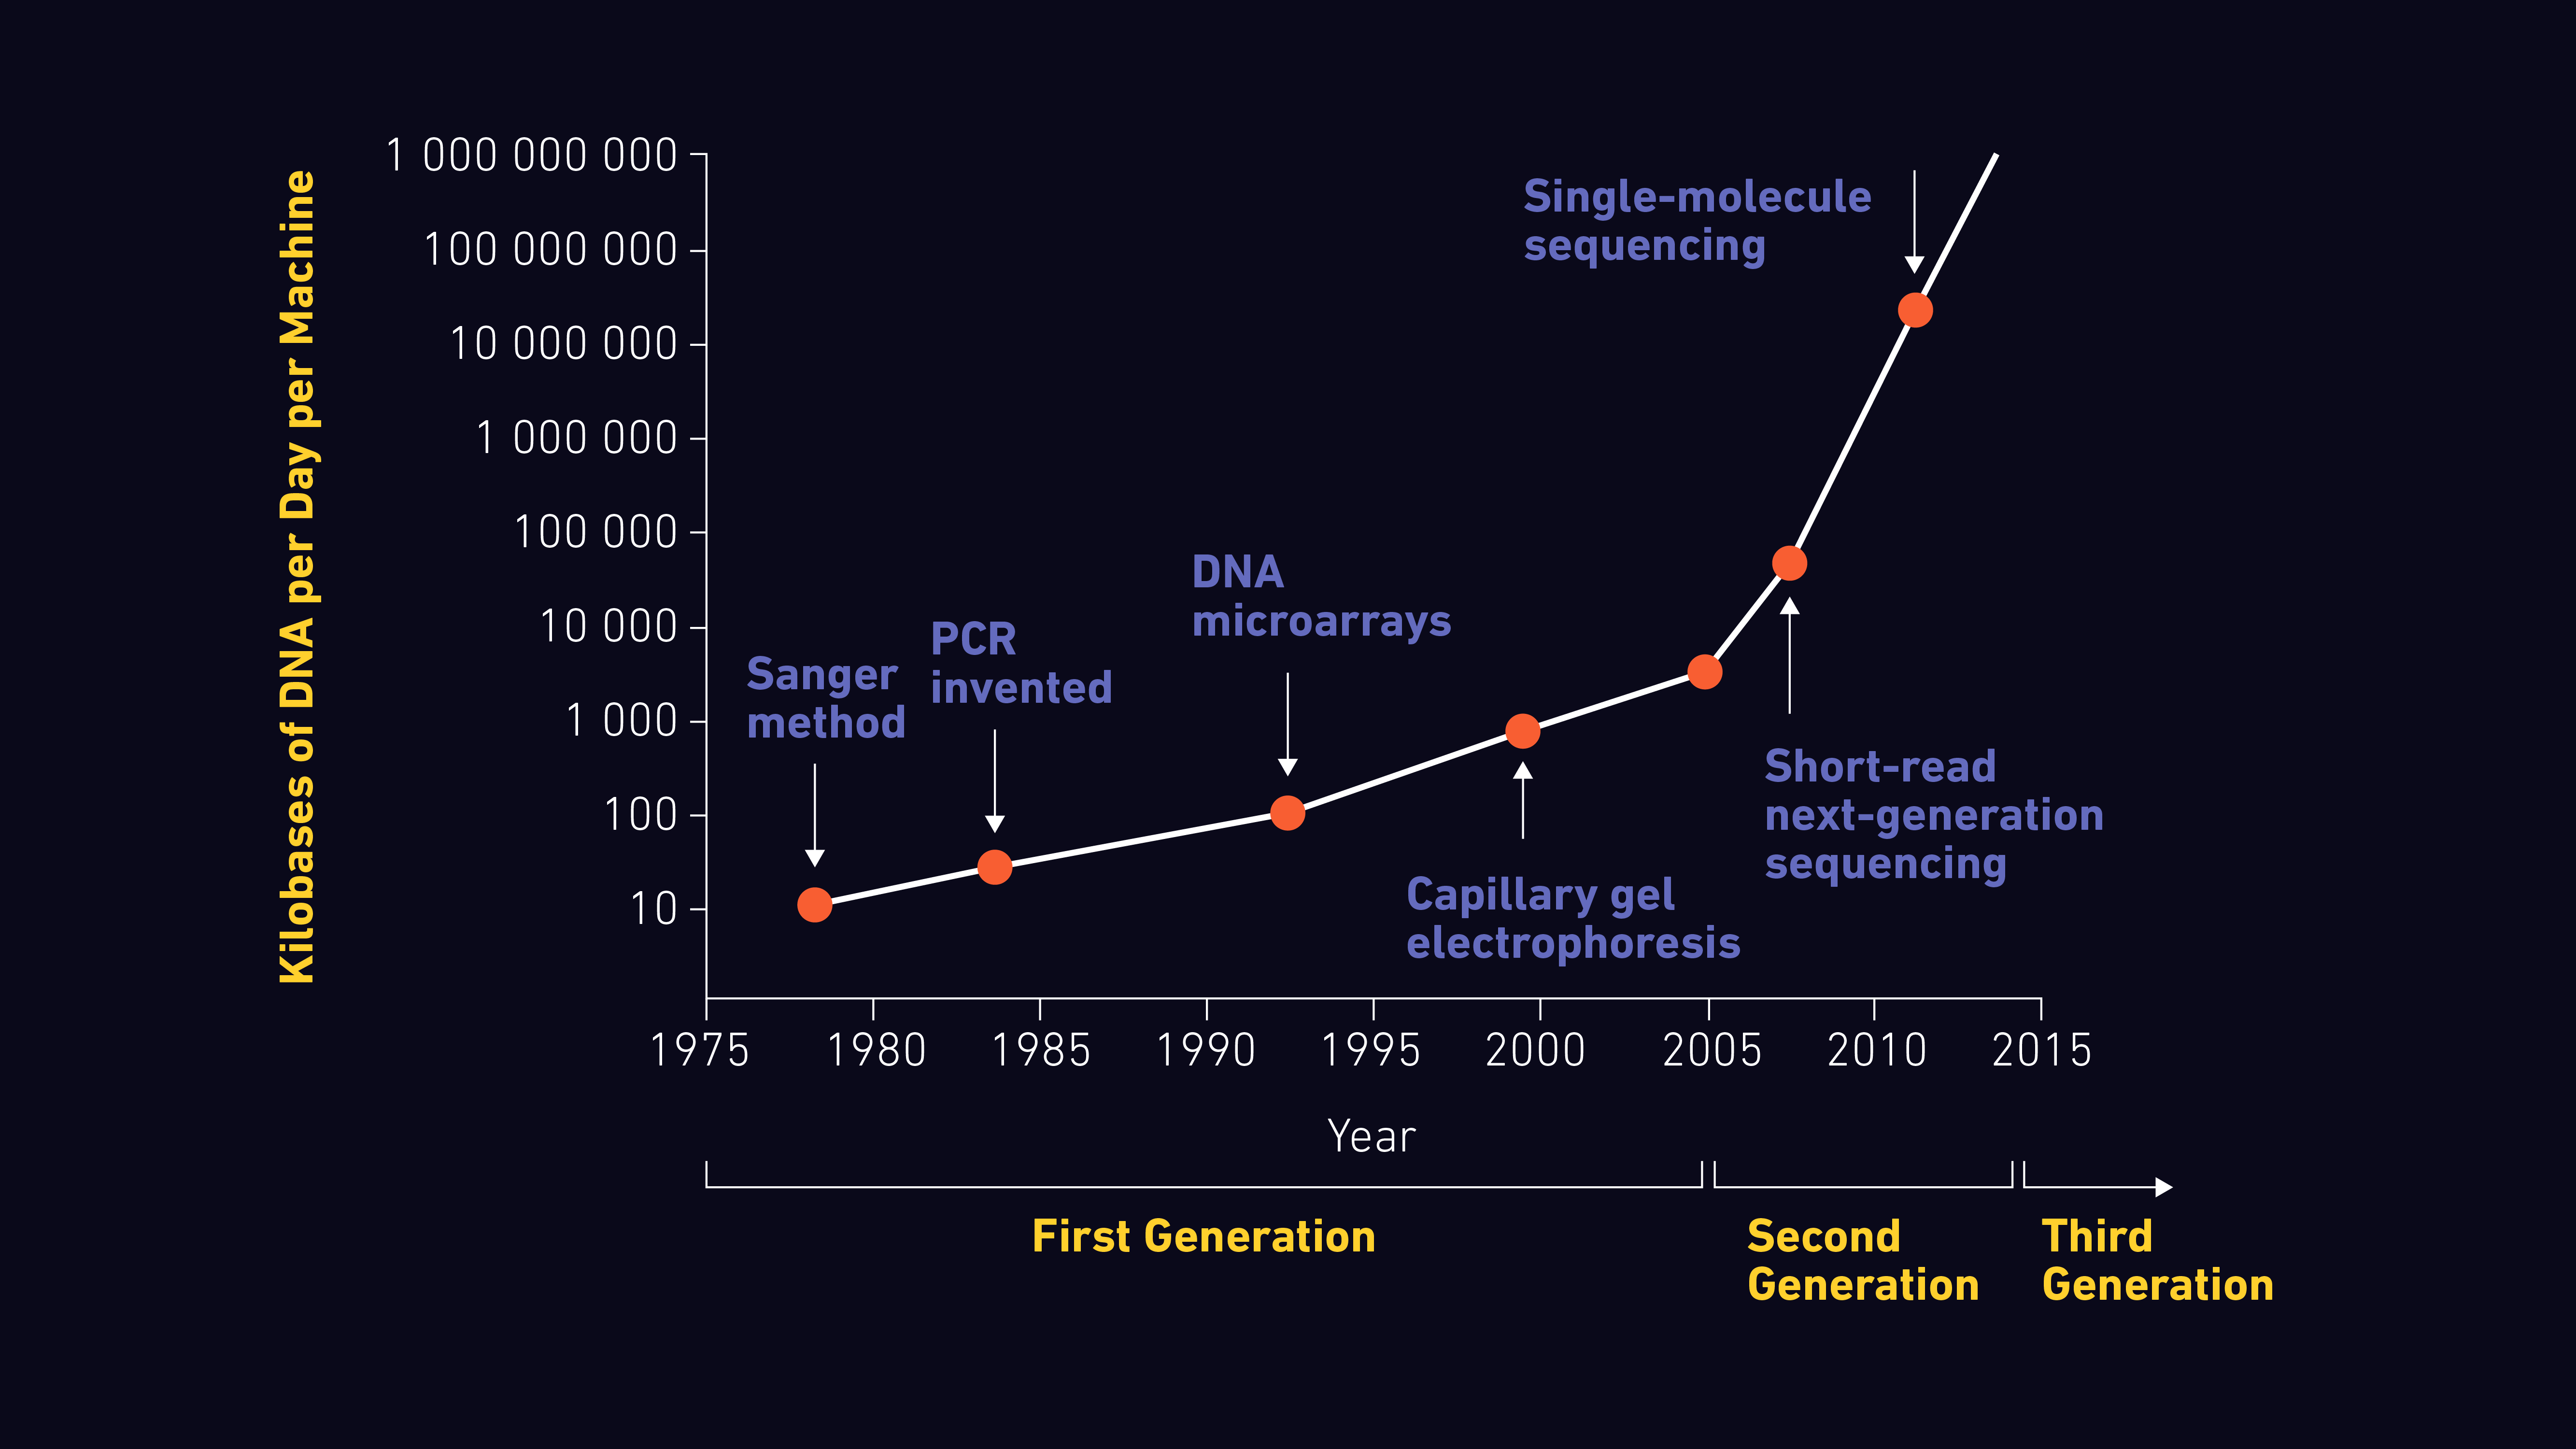 Kilobases of DNA per Day per Machine
1 000 000 000
100 000 000
10 000 000
1 000 000
100 000
10 000
1 000
100
10
Sanger
method
PCR
invented
DNA
microarrays
Capillary gel
electrophoresis
Single-molecule
sequencing
Short-read
next-generation
sequencing
1975 1980 1985 1990 1995 2000 2005 2010 2015
Year
First Generation
Second
Generation
Third
Generation